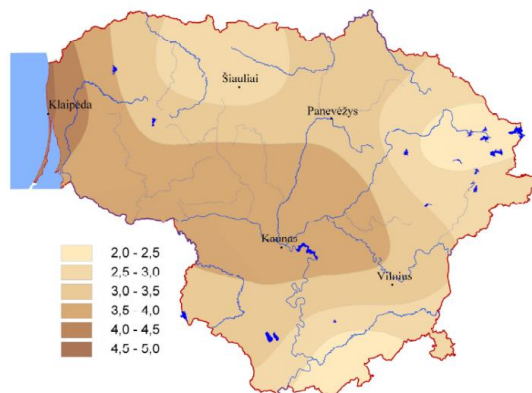 Šiauliai
Klaipėda
Panevėžys
Kaunas
Vilnius
2,0 - 2,5
2,5 - 3,0
3,0 - 3,5
3,5 - 4,0
4,0 - 4,5
4,5 - 5,0